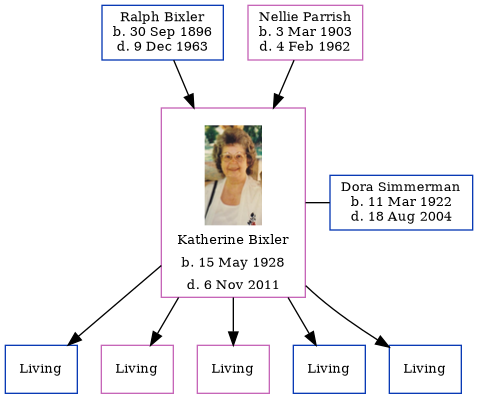 Ralph Bixler
b. 30 Sep 1896
d. 9 Dec 1963
Nellie Parrish
b. 3 Mar 1903
d. 4 Feb 1962
Dora Simmerman
b. 11 Mar 1922
d. 18 Aug 2004
Katherine Bixler
b. 15 May 1928
d. 6 Nov 2011
Living
Living
Living
Living
Living